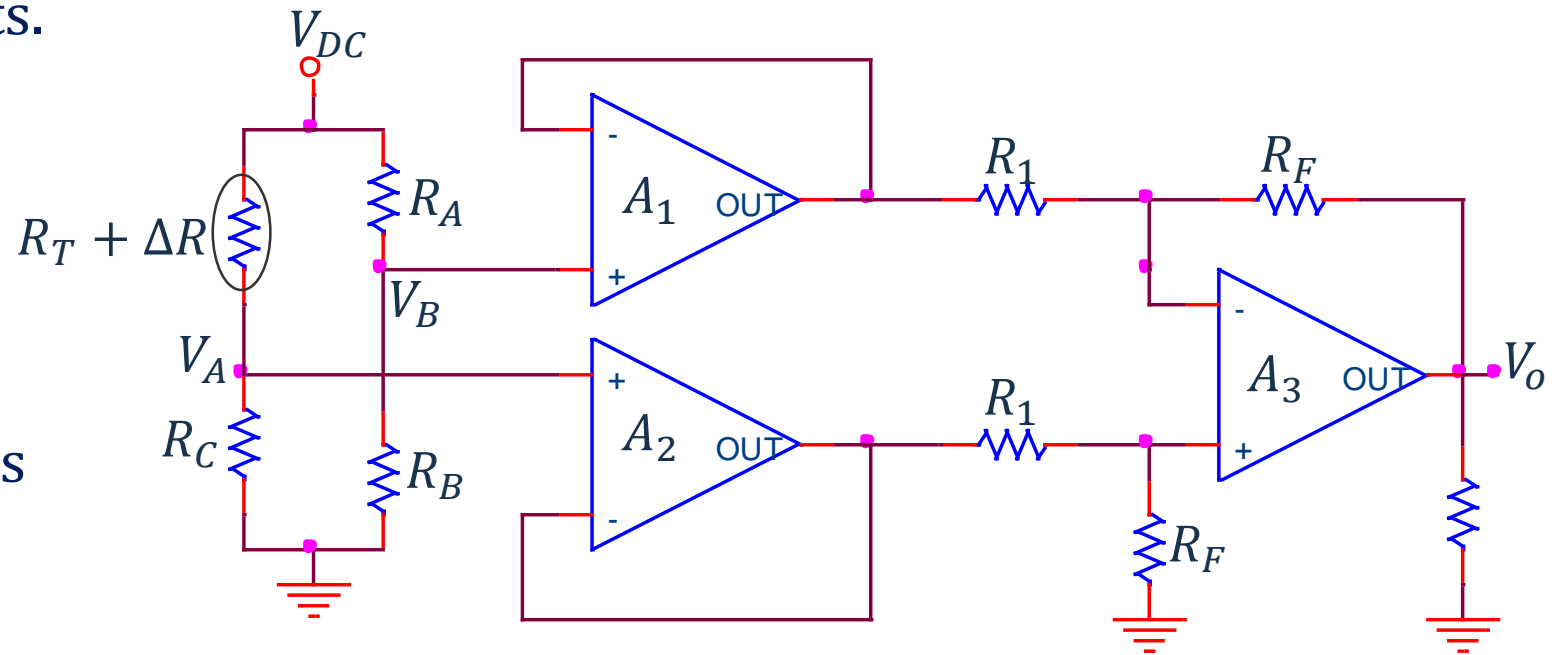 ts.
V_DC
R_T + ΔR
R_A
V_B
V_A
R_C
R_B
s
-
A_1
OUT
+
+
A_2
OUT
-
R_1
R_F
R_1
R_F
-
A_3
OUT
+
V_o